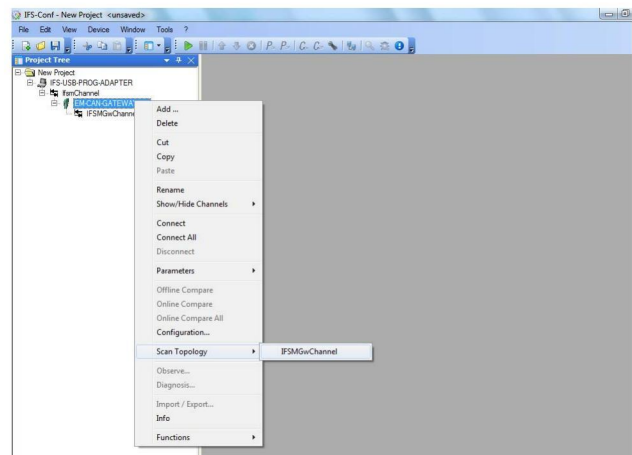 IFS-Conf - New Project <unsaved>
File Edit View Device Window Tools ?
Project Tree
New Project
IFS-USB-PROG-ADAPTER
IfsmChannel
EM-CAN-GATEWA
IFSMGwChanne
Add ...
Delete
Cut
Copy
Paste
Rename
Show/Hide Channels
Connect
Connect All
Disconnect
Parameters
Offline Compare
Online Compare
Online Compare All
Configuration...
Scan Topology
IFSMGwChannel
Observe...
Diagnosis...
Import / Export...
Info
Functions